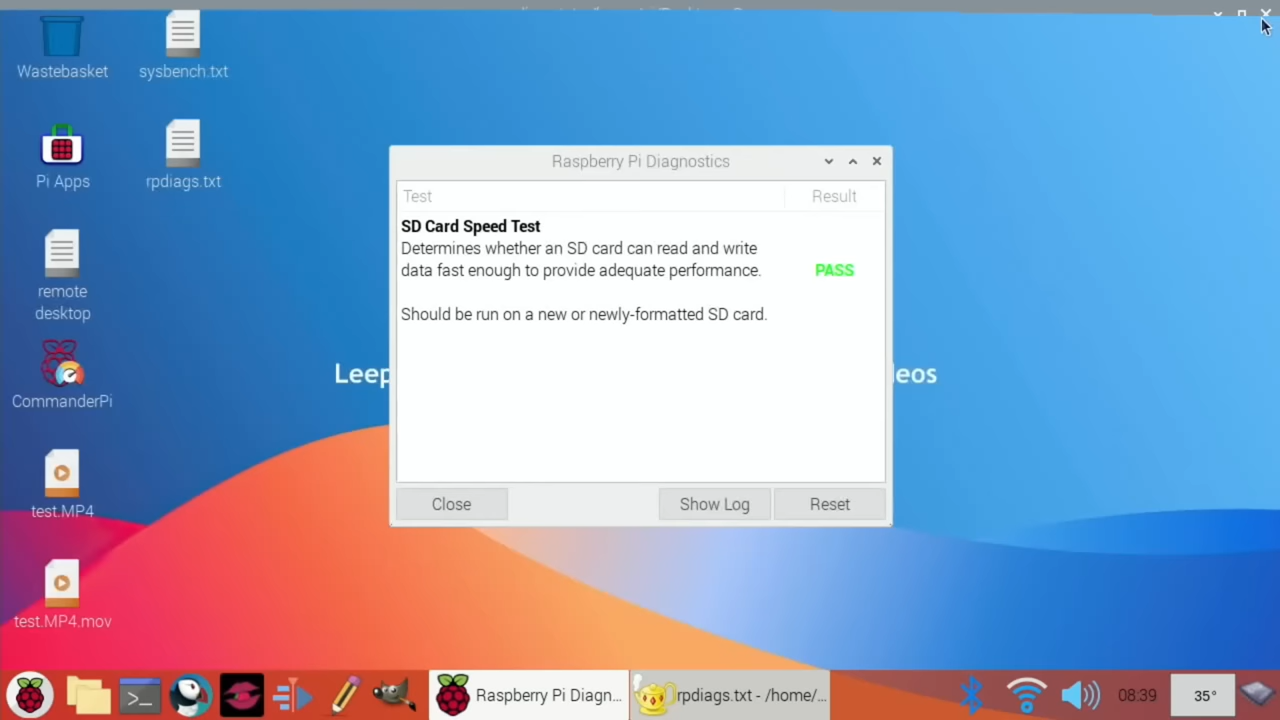 Wastebasket
sysbench.txt
Pi Apps
rpdiags.txt
remote
desktop
CommanderPi
test.MP4
test.MP4.mov
Raspberry Pi Diagnostics
Test Result
SD Card Speed Test
Determines whether an SD card can read and write
data fast enough to provide adequate performance.
PASS
Should be run on a new or newly-formatted SD card.
Leep
eos
Close Show Log Reset
Raspberry Pi Diagn...
rpdiags.txt - /home/...
08:39
35°